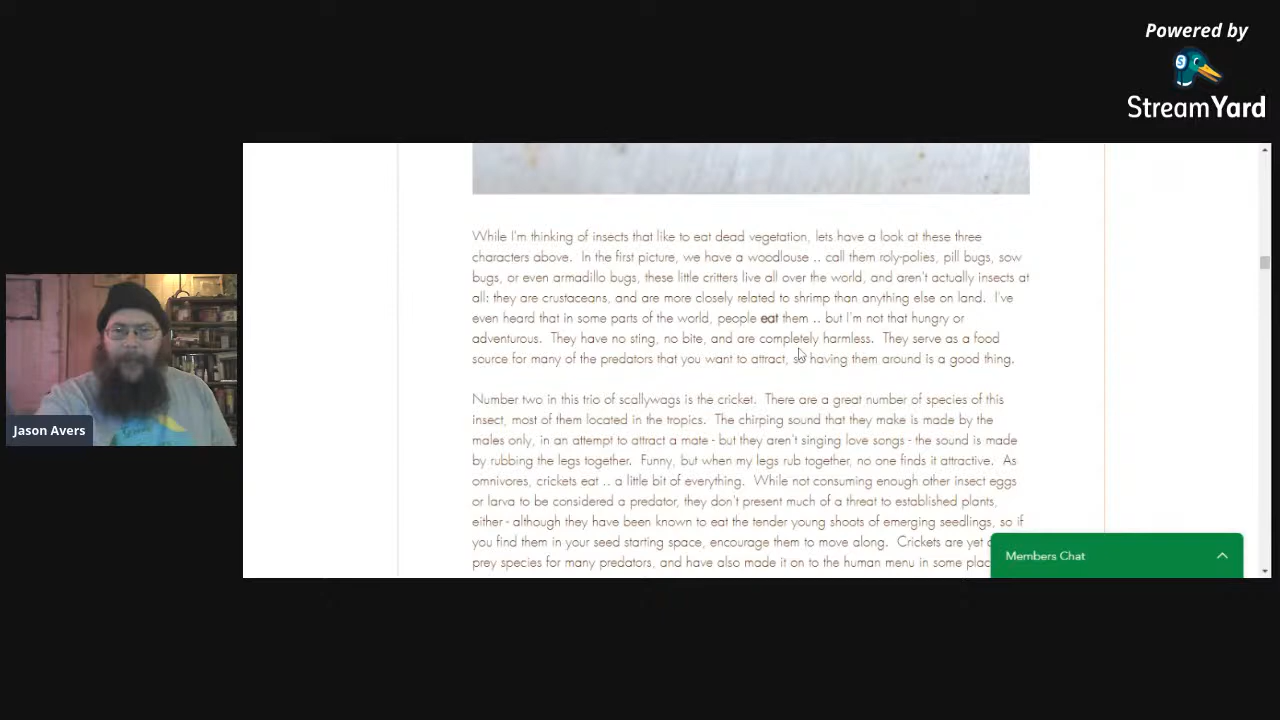 Powered by
StreamYard
While I'm thinking of insects that like to eat dead vegetation, lets have a look at these three
characters above. In the first picture, we have a woodlouse .. call them roly-polies, pill bugs, sow
bugs, or even armadillo bugs, these little critters live all over the world, and aren't actually insects at
all: they are crustaceans, and are more closely related to shrimp than anything else on land. I've
even heard that in some parts of the world, people eat them .. but I'm not that hungry or
adventurous. They have no sting, no bite, and are completely harmless. They serve as a food
source for many of the predators that you want to attract, so having them around is a good thing.
Number two in this trio of scallywags is the cricket. There are a great number of species of this
insect, most of them located in the tropics. The chirping sound that they make is made by the
males only, in an attempt to attract a mate - but they aren't singing love songs - the sound is made
by rubbing the legs together. Funny, but when my legs rub together, no one finds it attractive. As
omnivores, crickets eat .. a little bit of everything. While not consuming enough other insect eggs
or larva to be considered a predator, they don't present much of a threat to established plants,
either - although they have been known to eat the tender young shoots of emerging seedlings, so if
you find them in your seed starting space, encourage them to move along. Crickets are yet
prey species for many predators, and have also made it on to the human menu in some
Members Chat
Jason Avers